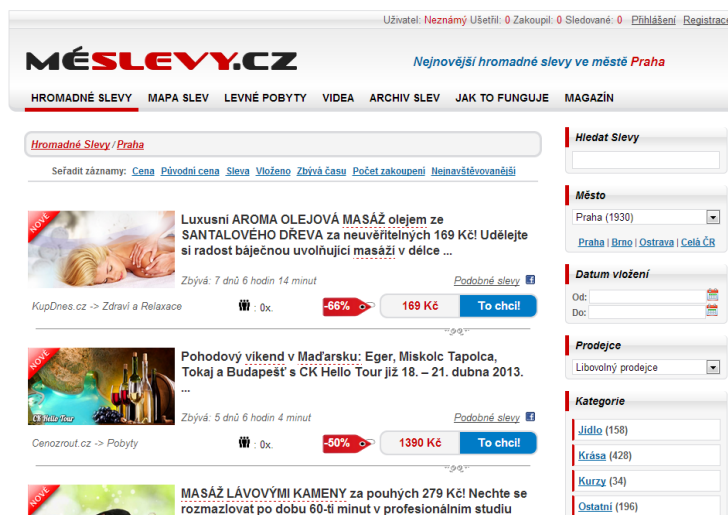 Uživatel: Neznámý Ušetřil: 0 Zakoupil: 0 Sledované: 0 Přihlášení Registrace
MÉSLEVY.CZ
Nejnovější hromadné slevy ve městě Praha
HROMADNÉ SLEVY MAPA SLEV LEVNÉ POBYTY VIDEA ARCHIV SLEV JAK TO FUNGUJE MAGAZÍN
Hromadné Slevy / Praha
Seřadit záznamy: Cena Původní cena Sleva Vloženo Zbývá času Počet zakoupení Nejnavštěvovanější
NOVÉ
Luxusní AROMA OLEJOVÁ MASÁŽ olejem ze
SANTALOVÉHO DŘEVA za neuvěřitelných 169 Kč! Udělejte
si radost báječnou uvolňující masáží v délce ...
Zbývá: 7 dnů 6 hodin 14 minut
Podobné slevy
KupDnes.cz -> Zdraví a Relaxace
: 0x.
-66%
169 Kč
To chci!
NOVÉ
CK Hello Tour
Pohodový víkend v Maďarsku: Eger, Miskolc Tapolca,
Tokaj a Budapešť s CK Hello Tour již 18. – 21. dubna 2013.
...
Zbývá: 5 dnů 6 hodin 4 minut
Podobné slevy
Cenozrout.cz -> Pobyty
: 0x.
-50%
1390 Kč
To chci!
NOVÉ
MASÁŽ LÁVOVÝMI KAMENY za pouhých 279 Kč! Nechte se
rozmazlovat po dobu 60-ti minut v profesionálním studiu
Hledat Slevy
Město
Praha (1930)
Praha | Brno | Ostrava | Celá ČR
Datum vložení
Od:
Do:
Prodejce
Libovolný prodejce
Kategorie
Jídlo (158)
Krása (428)
Kurzy (34)
Ostatní (196)